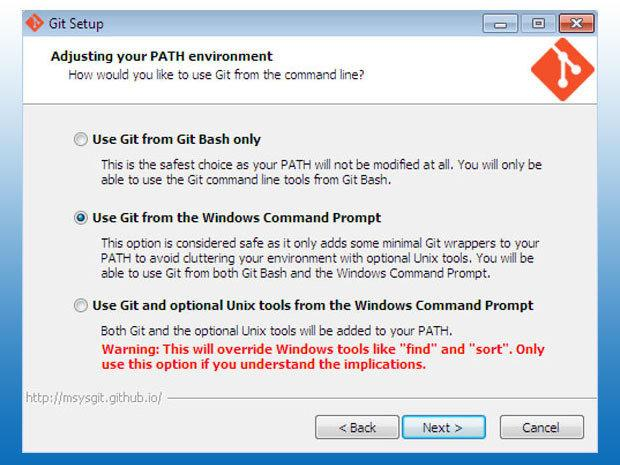 Git Setup
Adjusting your PATH environment
How would you like to use Git from the command line?
Use Git from Git Bash only
This is the safest choice as your PATH will not be modified at all. You will only be
able to use the Git command line tools from Git Bash.
Use Git from the Windows Command Prompt
This option is considered safe as it only adds some minimal Git wrappers to your
PATH to avoid cluttering your environment with optional Unix tools. You will be
able to use Git from both Git Bash and the Windows Command Prompt.
Use Git and optional Unix tools from the Windows Command Prompt
Both Git and the optional Unix tools will be added to your PATH.
Warning: This will override Windows tools like "find" and "sort". Only
use this option if you understand the implications.
http://msysgit.github.io/
< Back Next > Cancel